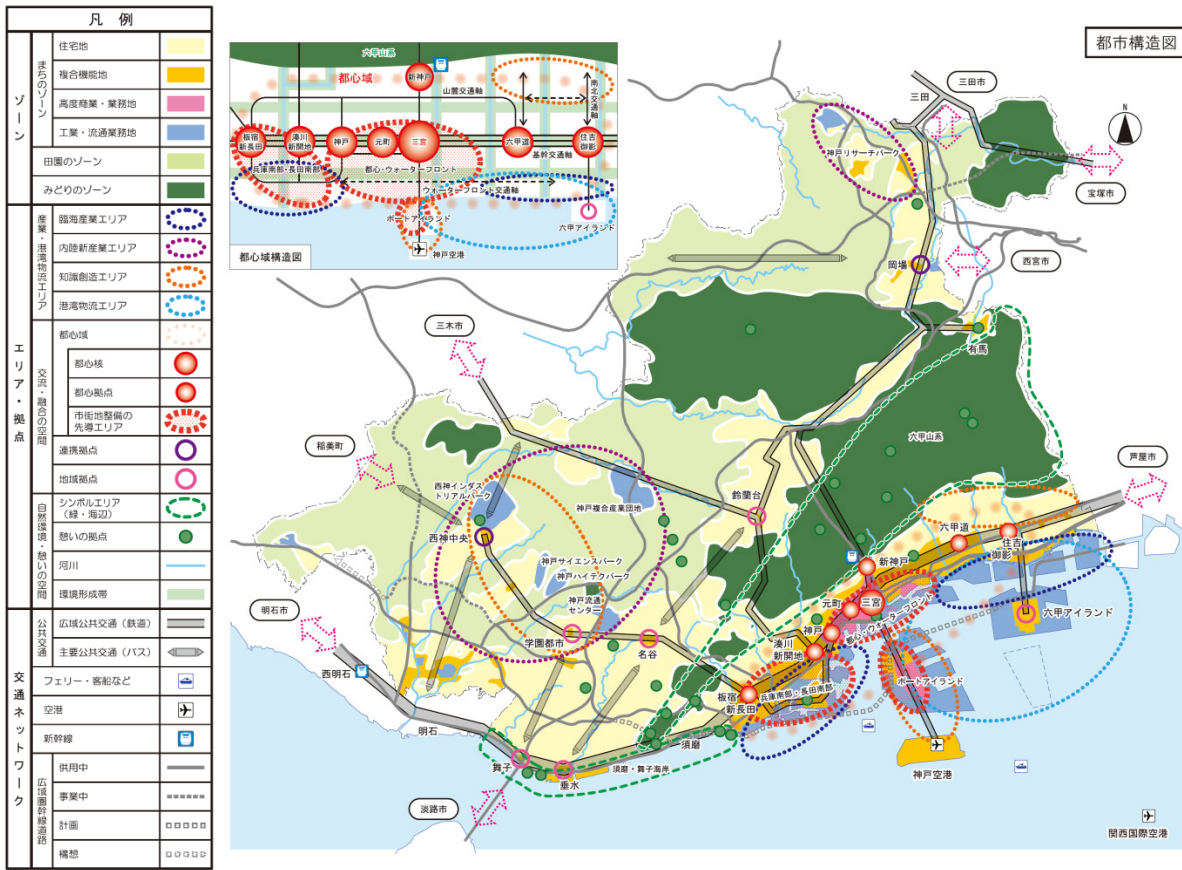 凡 例
ゾーン
まちのゾーン
住宅地
複合機能地
高度商業・業務地
工業・流通業務地
田園のゾーン
みどりのゾーン
エリア・拠点
産業・港湾物流エリア
臨海産業エリア
内陸新産業エリア
知識創造エリア
港湾物流エリア
交流・融合の空間
都心域
都心核
都心拠点
市街地整備の
先導エリア
連携拠点
地域拠点
自然環境・憩いの空間
シンボルエリア
（緑・海辺）
憩いの拠点
河川
環境形成帯
交通ネットワーク
公共交通
広域公共交通（鉄道）
主要公共交通（バス）
フェリー・客船など
空港
新幹線
広域圏幹線道路
供用中
事業中
計画
構想
六甲山系
都心域
新神戸
山麓交通軸
南北交通軸
板宿
新長田
湊川
新開地
神戸
元町
三宮
六甲道
住吉
御影
基幹交通軸
兵庫南部・長田南部
都心・ウォーターフロント
ウォーターフロント交通軸
ポートアイランド
六甲アイランド
神戸空港
都心域構造図
都市構造図
N
三田市
三田
神戸リサーチパーク
宝塚市
岡場
西宮市
有馬
三木市
六甲山系
稲美町
芦屋市
西神インダス
トリアルパーク
鈴蘭台
神戸複合産業団地
西神中央
六甲道
住吉
御影
神戸サイエンスパーク
神戸ハイテクパーク
新神戸
神戸流通
センター
明石市
元町
三宮
六甲アイランド
学園都市
名谷
神戸
都心・ウォーターフロント
湊川
新開地
西明石
板宿
新長田
兵庫南部・長田南部
ポートアイランド
明石
須磨
舞子
垂水
須磨・舞子海岸
神戸空港
淡路市
関西国際空港